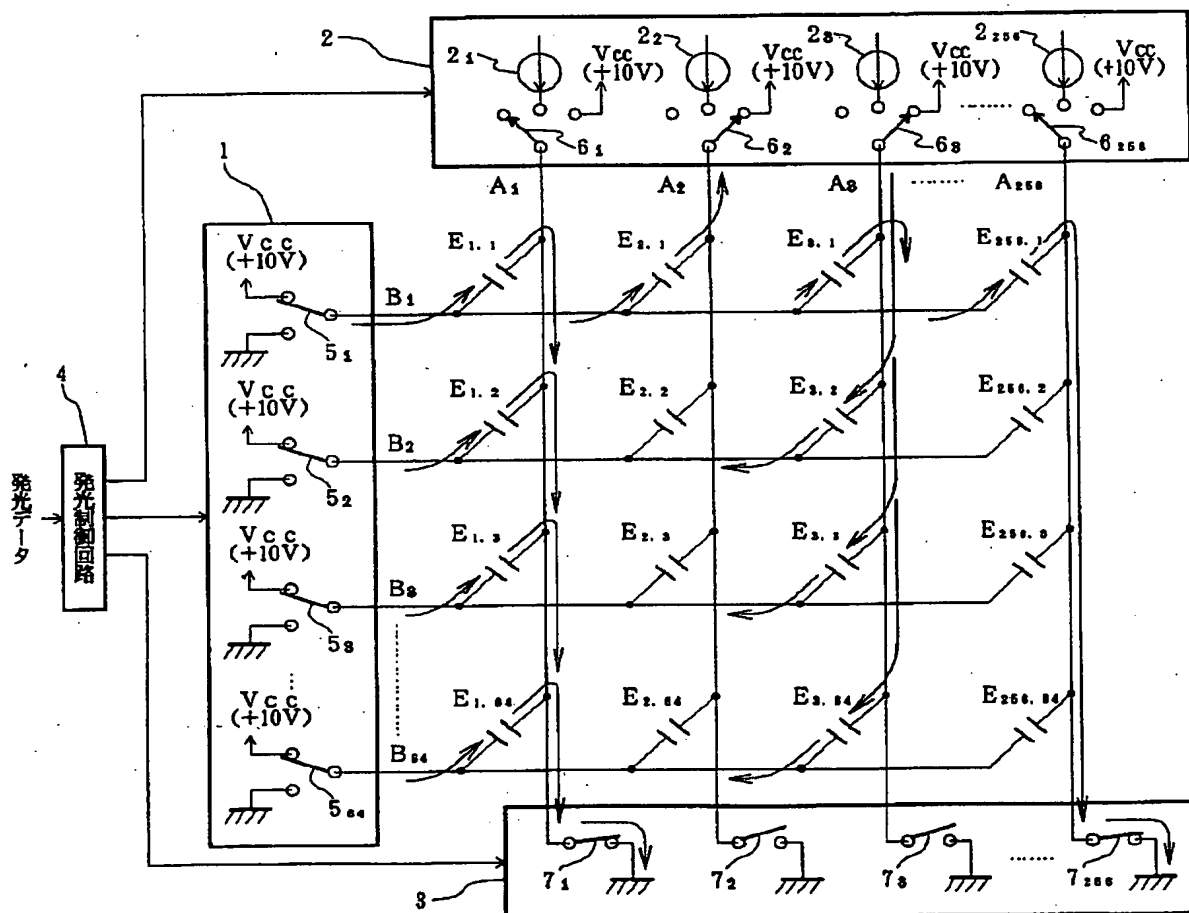 2
2₁
VCC
(+10V)
2₂
VCC
(+10V)
2₃
VCC
(+10V)
2₂₅₆
VCC
(+10V)
6₁
6₂
6₃
6₂₅₆
1
A₁
A₂
A₃
A₂₅₆
VCC
(+10V)
5₁
B₁
E₁.₁
E₂.₁
E₃.₁
E₂₅₆.₁
4
発光データ
発光制御回路
VCC
(+10V)
5₂
B₂
E₁.₂
E₂.₂
E₃.₂
E₂₅₆.₂
VCC
(+10V)
5₃
B₃
E₁.₃
E₂.₃
E₃.₃
E₂₅₆.₃
VCC
(+10V)
5₆₄
B₆₄
E₁.₆₄
E₂.₆₄
E₃.₆₄
E₂₅₆.₆₄
3
7₁
7₂
7₃
7₂₅₆